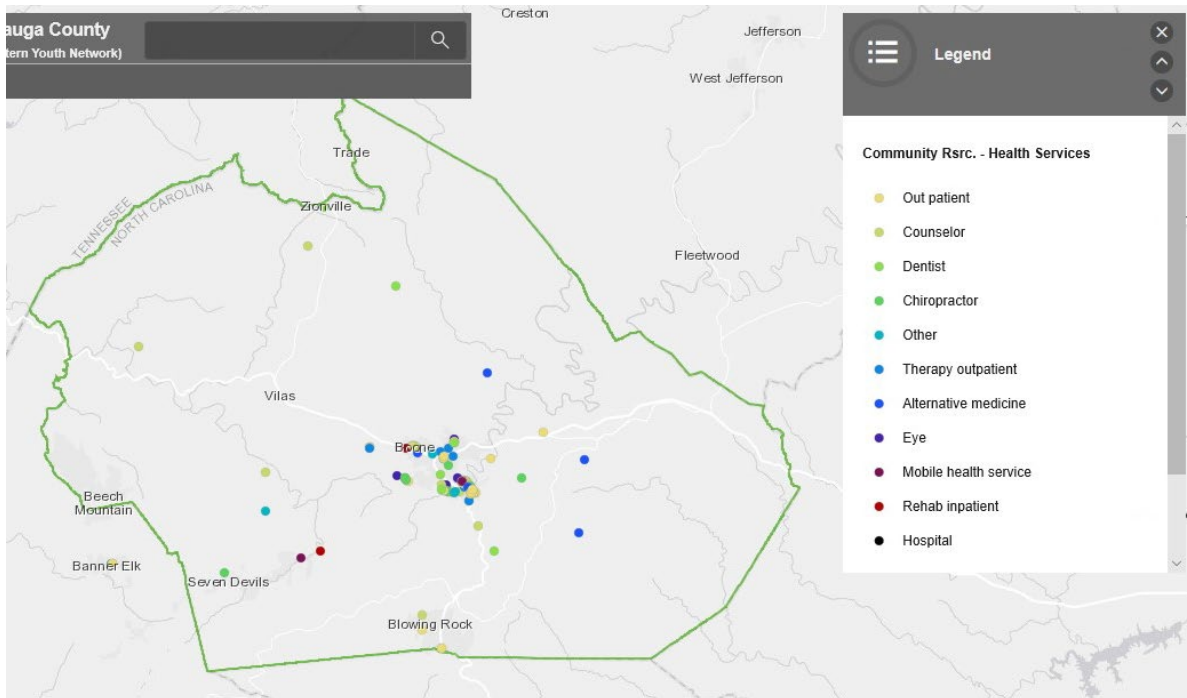 auga County
tern Youth Network)
Creston
Jefferson
West Jefferson
Trade
TENNESSEE
NORTH CAROLINA
Zionville
Fleetwood
Vilas
Boone
Beech
Mountain
Banner Elk
Seven Devils
Blowing Rock
Legend
Community Rsrc. - Health Services
Out patient
Counselor
Dentist
Chiropractor
Other
Therapy outpatient
Alternative medicine
Eye
Mobile health service
Rehab inpatient
Hospital